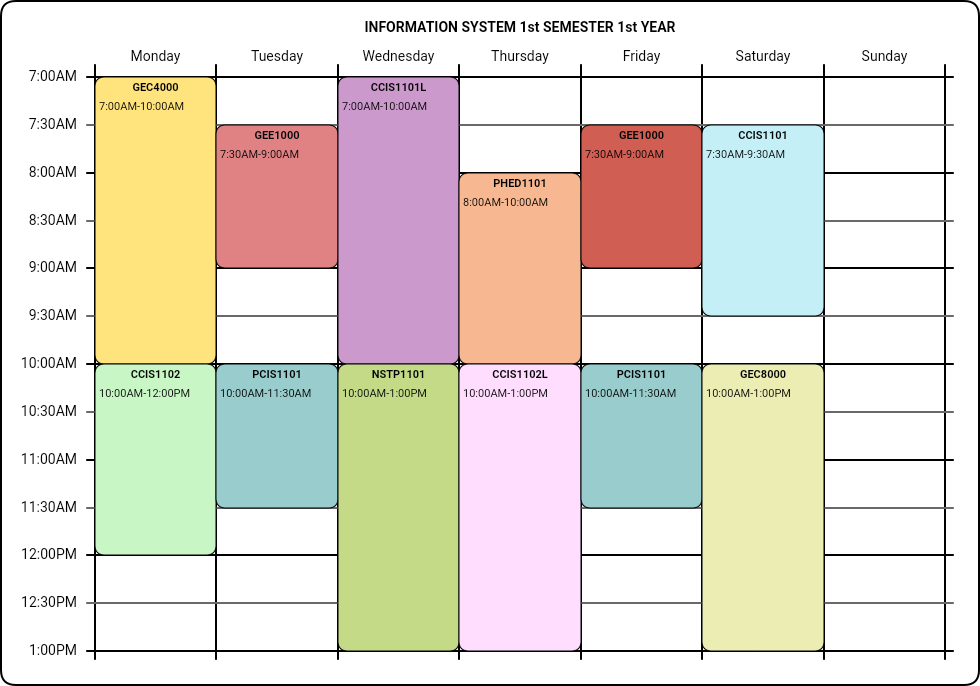 INFORMATION SYSTEM 1st SEMESTER 1st YEAR
Monday Tuesday Wednesday Thursday Friday Saturday Sunday
7:00AM
GEC4000 CCIS1101L
7:00AM-10:00AM 7:00AM-10:00AM
7:30AM
GEE1000 GEE1000 CCIS1101
7:30AM-9:00AM 7:30AM-9:00AM 7:30AM-9:30AM
8:00AM
PHED1101
8:00AM-10:00AM
8:30AM
9:00AM
9:30AM
10:00AM
CCIS1102 PCIS1101 NSTP1101 CCIS1102L PCIS1101 GEC8000
10:00AM-12:00PM 10:00AM-11:30AM 10:00AM-1:00PM 10:00AM-1:00PM 10:00AM-11:30AM 10:00AM-1:00PM
10:30AM
11:00AM
11:30AM
12:00PM
12:30PM
1:00PM